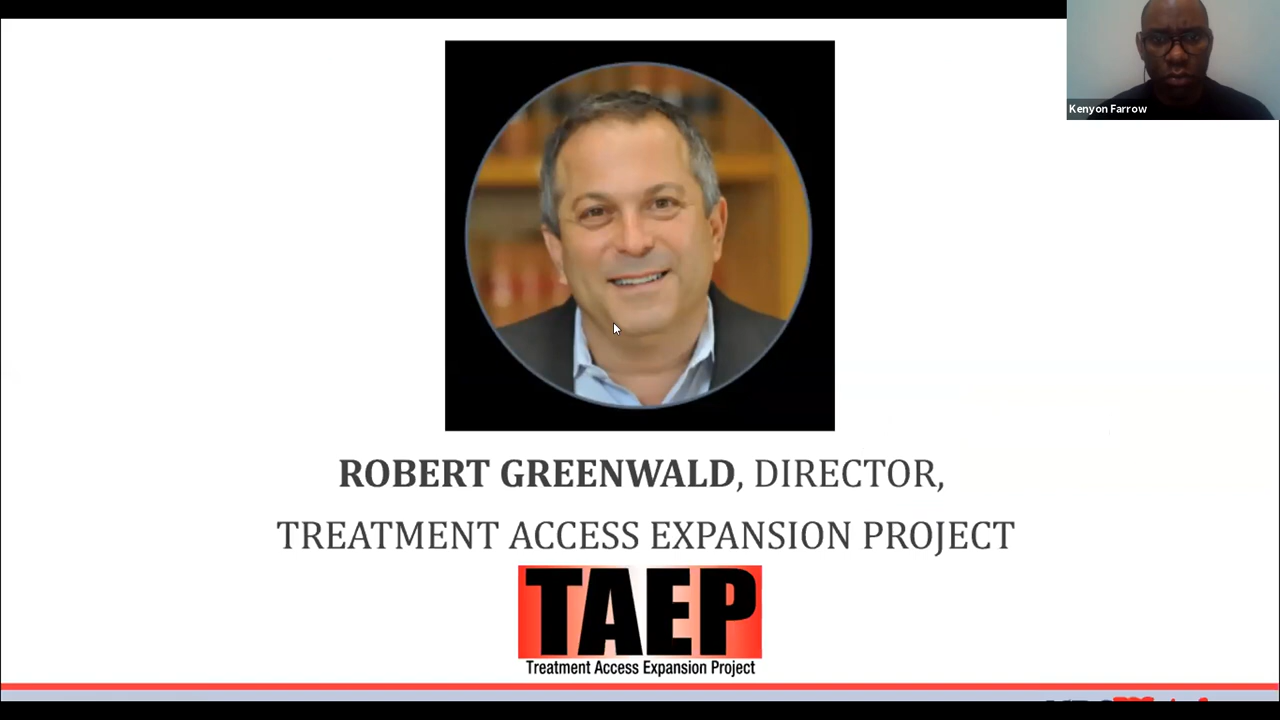 Kenyon Farrow
ROBERT GREENWALD, DIRECTOR,
TREATMENT ACCESS EXPANSION PROJECT
TAEP
Treatment Access Expansion Project